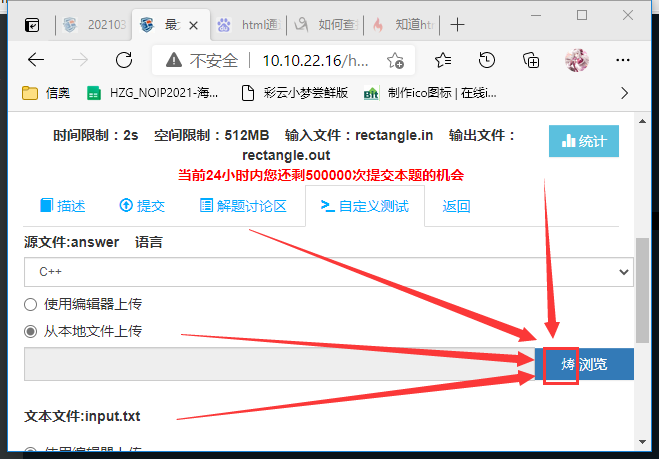 202103
最こ
html通
如何查
知道htm
不安全 10.10.22.16/h...
信奥 HZG_NOIP2021-海... 彩云小梦尝鲜版 Bit 制作ico图标 | 在线i...
时间限制：2s 空间限制：512MB 输入文件：rectangle.in 输出文件：
rectangle.out
统计
当前24小时内您还剩500000次提交本题的机会
描述 提交 解题讨论区 自定义测试 返回
源文件:answer 语言
C++
使用编辑器上传
从本地文件上传
浏览
文本文件:input.txt
使用编辑器上传